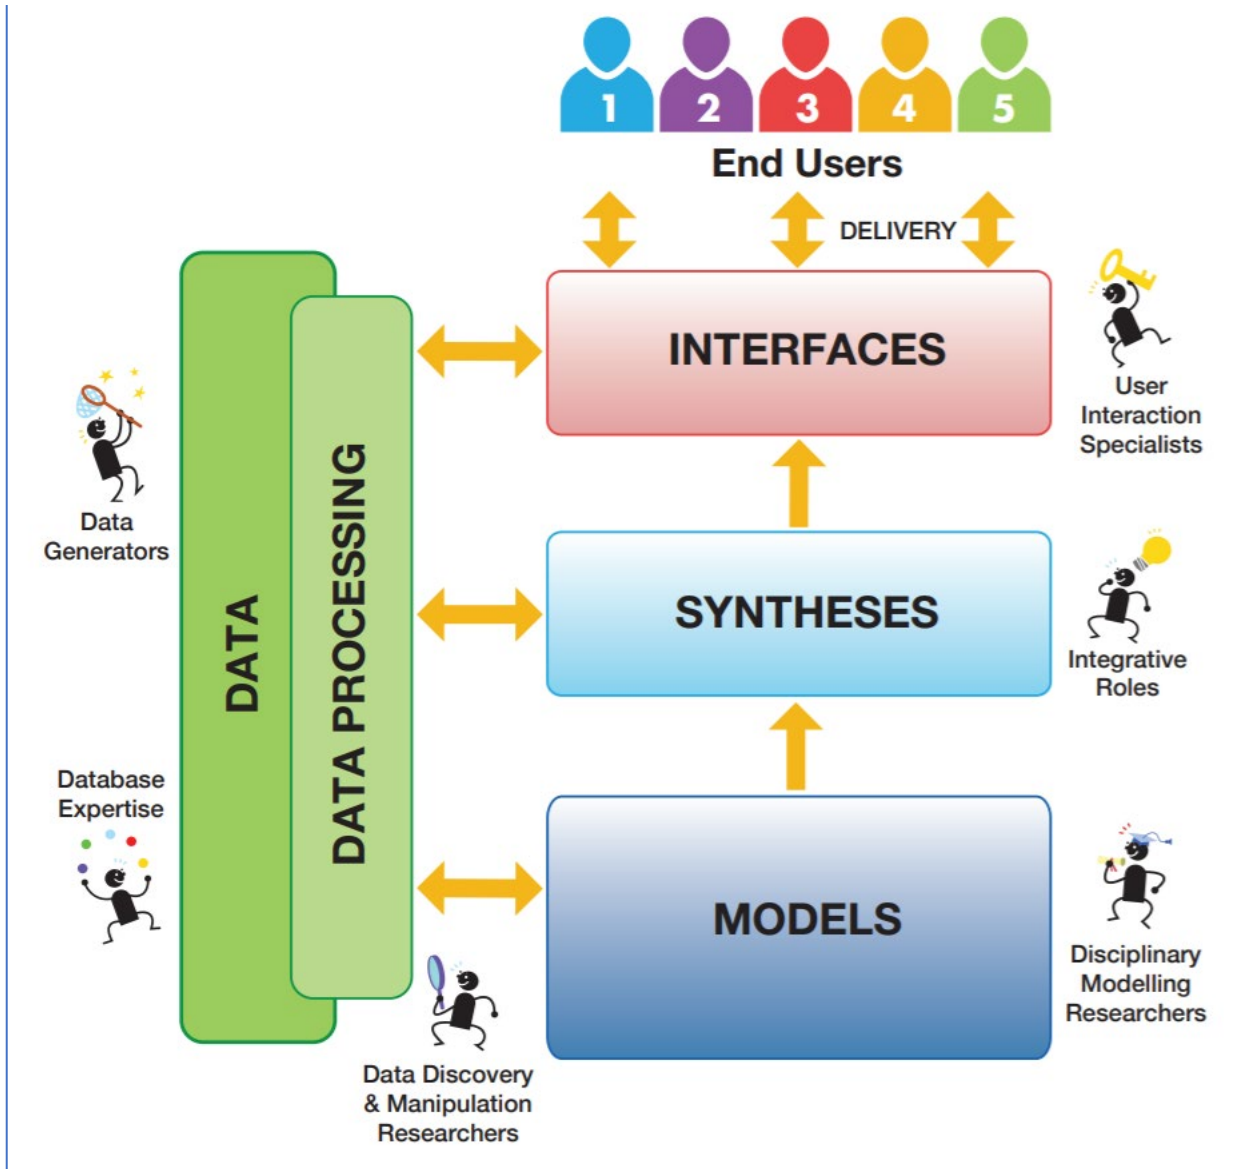 1 2 3 4 5
End Users
DELIVERY
INTERFACES
User
Interaction
Specialists
Data
Generators
DATA
DATA PROCESSING
SYNTHESES
Integrative
Roles
Database
Expertise
MODELS
Disciplinary
Modelling
Researchers
Data Discovery
& Manipulation
Researchers